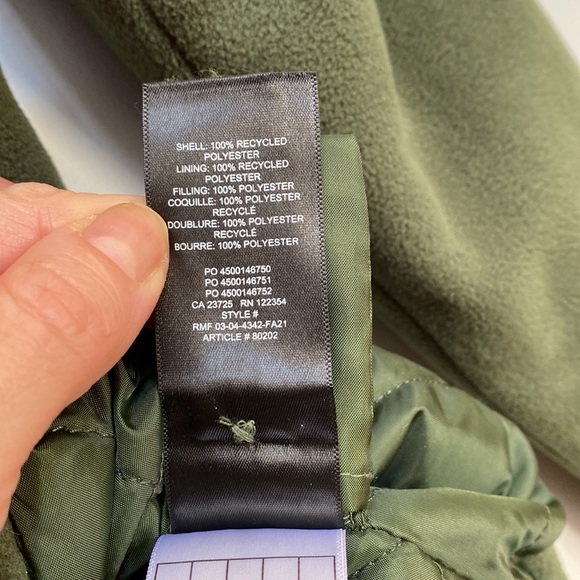 SHELL: 100% RECYCLED
POLYESTER
LINING: 100% RECYCLED
POLYESTER
FILLING: 100% POLYESTER
COQUILLE: 100% POLYESTER
RECYCLÉ
DOUBLURE: 100% POLYESTER
RECYCLÉ
BOURRE: 100% POLYESTER
PO 4500146750
PO 4500146751
PO 4500146752
CA 23725 RN 122354
STYLE #
RMF 03-04-4342-FA21
ARTICLE # 80202